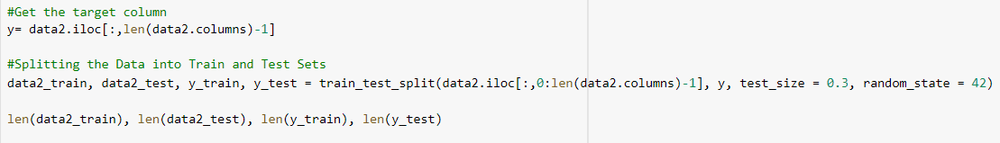 #Get the target column
y= data2.iloc[:,len(data2.columns)-1]
#Splitting the Data into Train and Test Sets
data2_train, data2_test, y_train, y_test = train_test_split(data2.iloc[:,0:len(data2.columns)-1], y, test_size = 0.3, random_state = 42)
len(data2_train), len(data2_test), len(y_train), len(y_test)